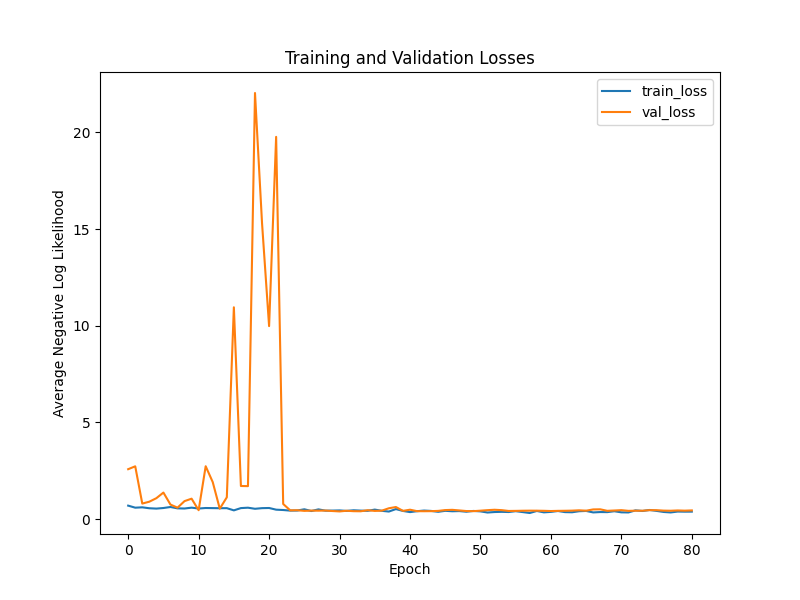 Training and Validation Losses
train_loss
val_loss
Average Negative Log Likelihood
20
15
10
5
0
0 10 20 30 40 50 60 70 80
Epoch